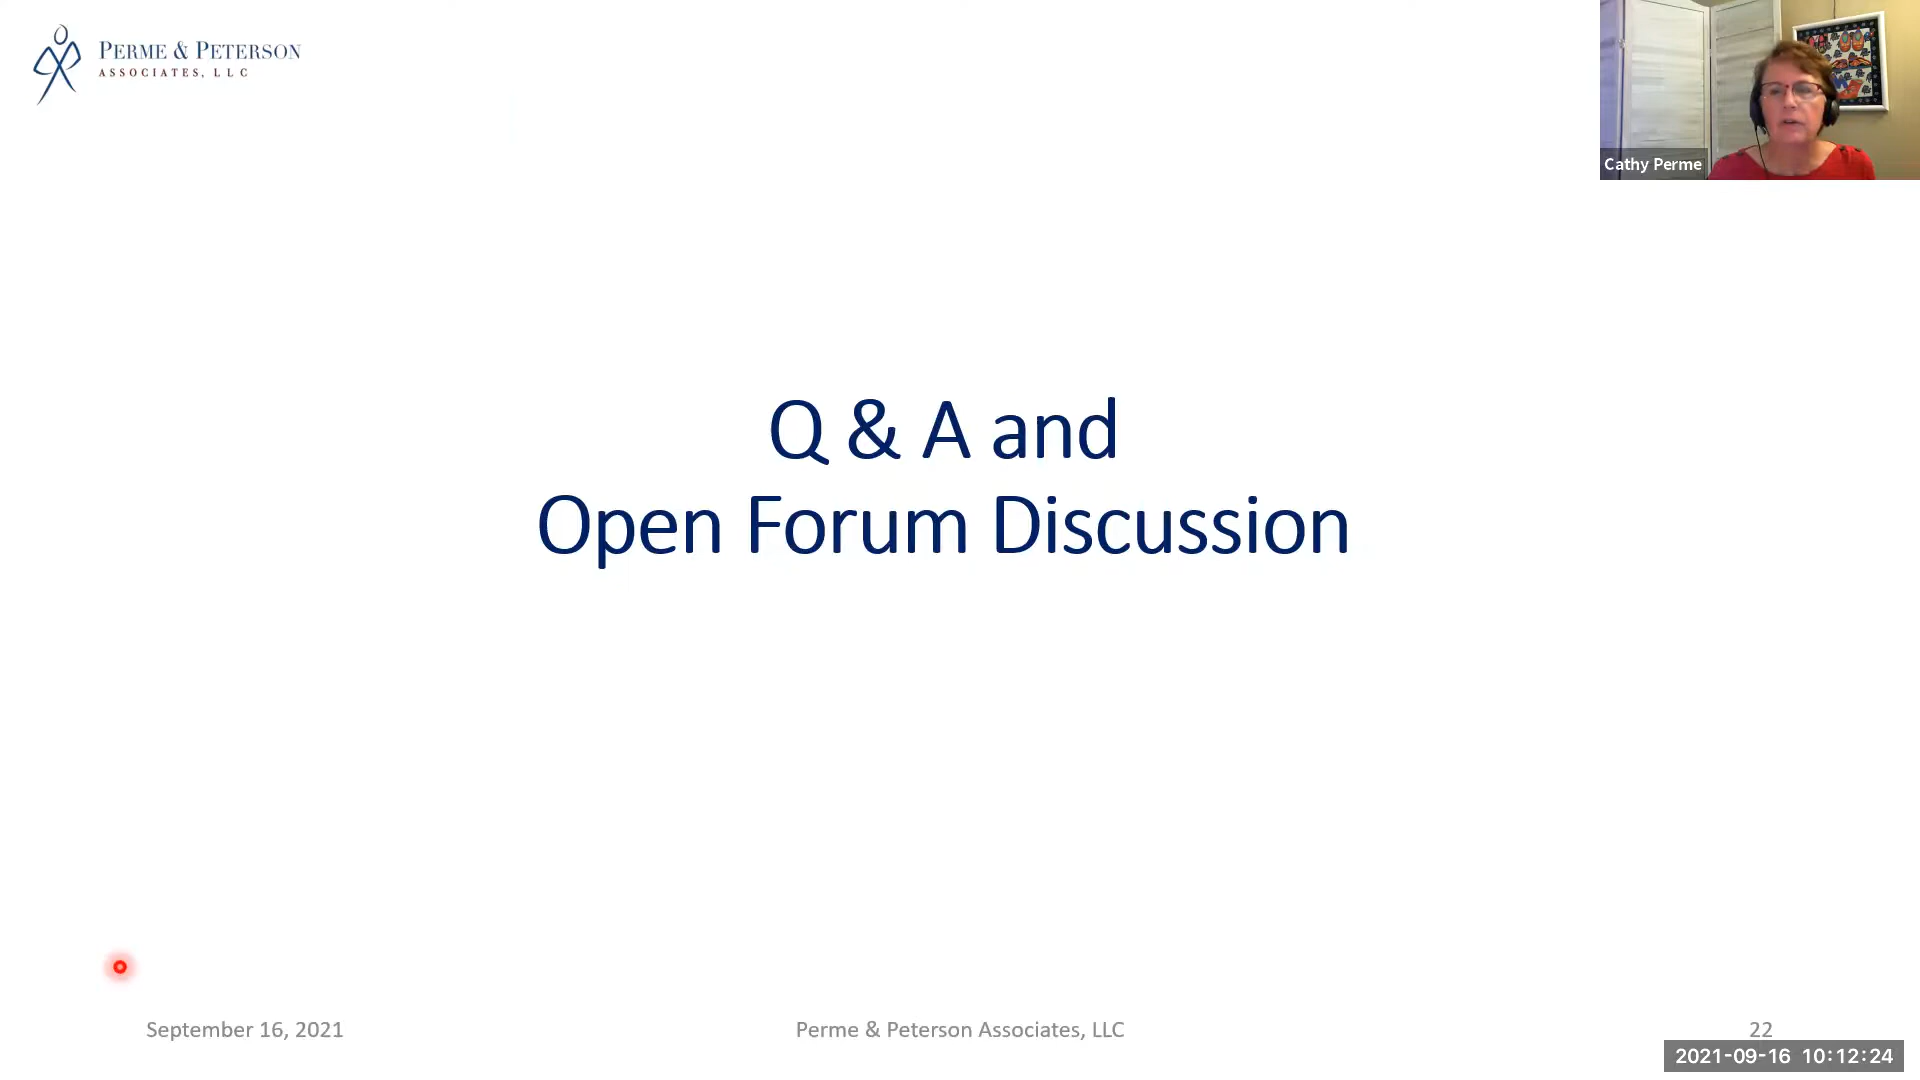 PERME & PETERSON
ASSOCIATES, LLC
Cathy Perme
Q & A and
Open Forum Discussion
September 16, 2021
Perme & Peterson Associates, LLC
22
2021-09-16 10:12:24